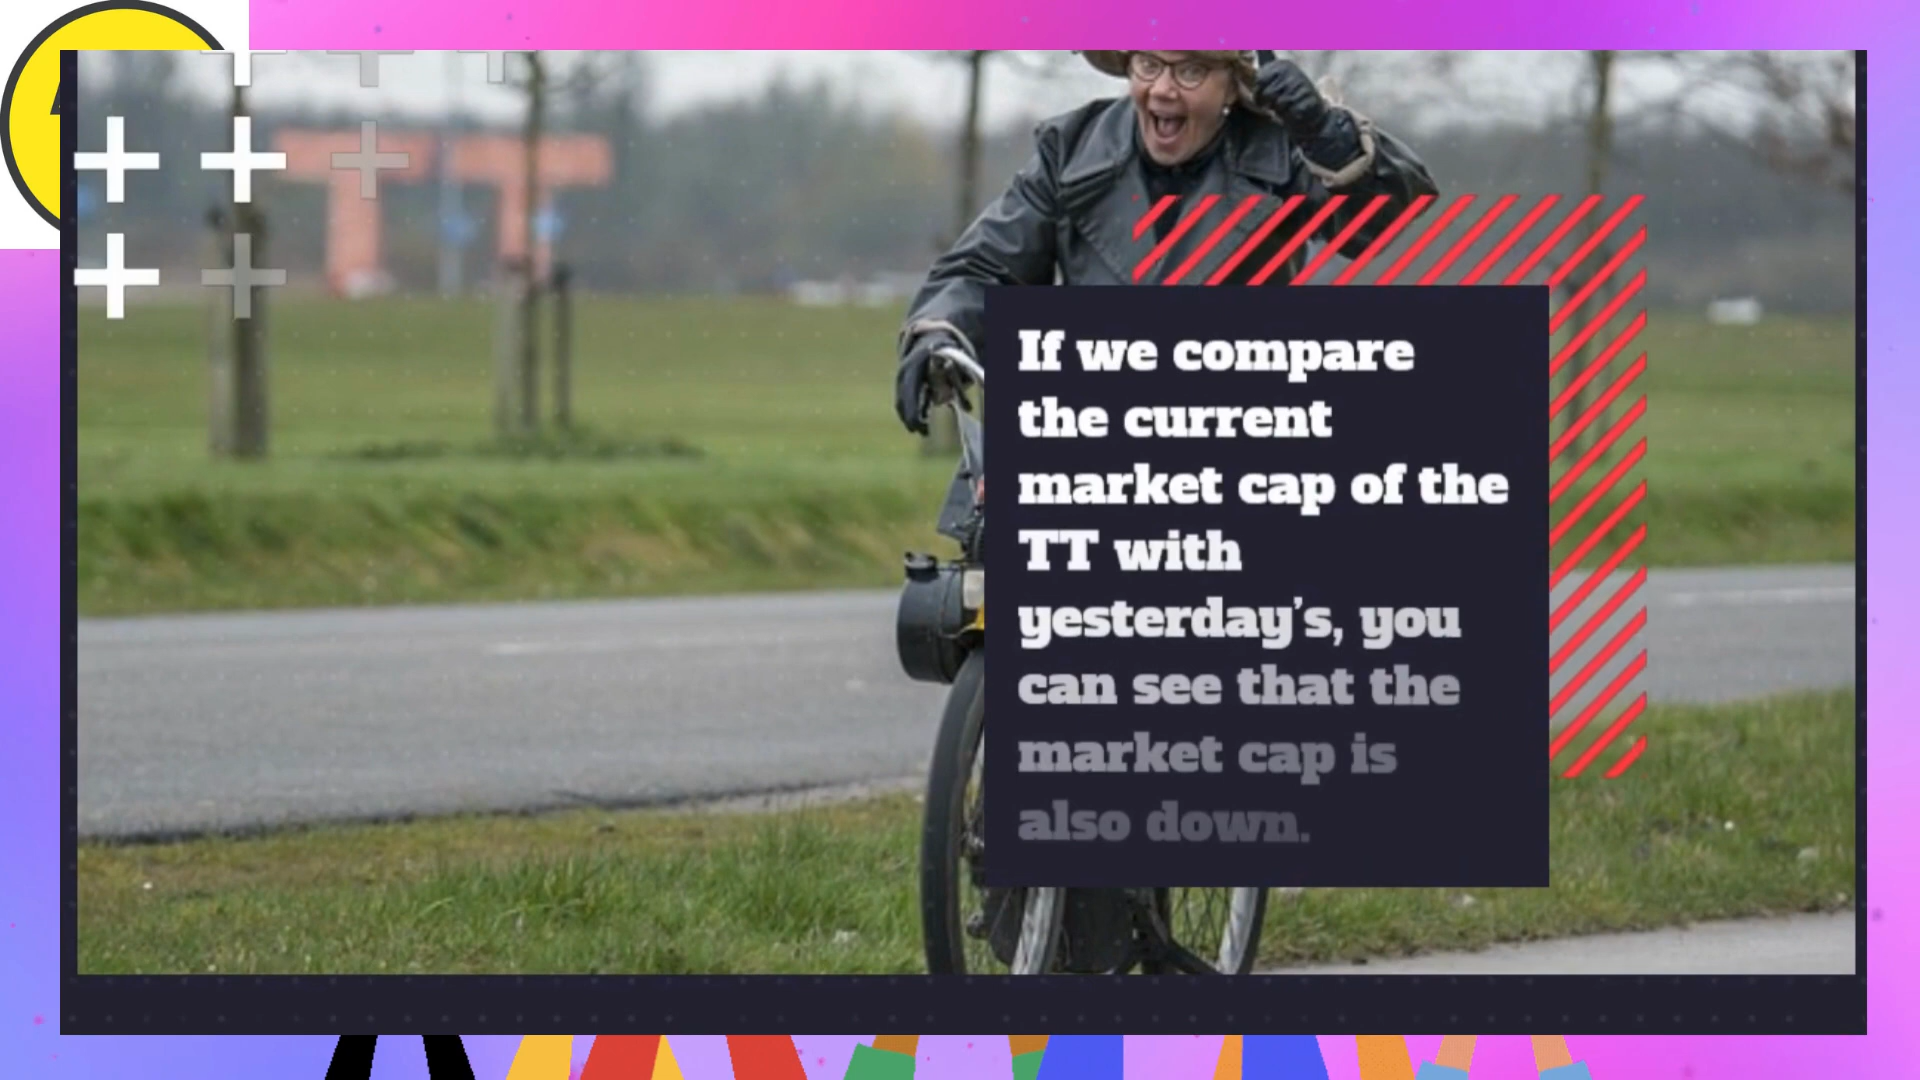 TT
If we compare
the current
market cap of the
TT with
yesterday’s, you
can see that the
market cap is
also down.